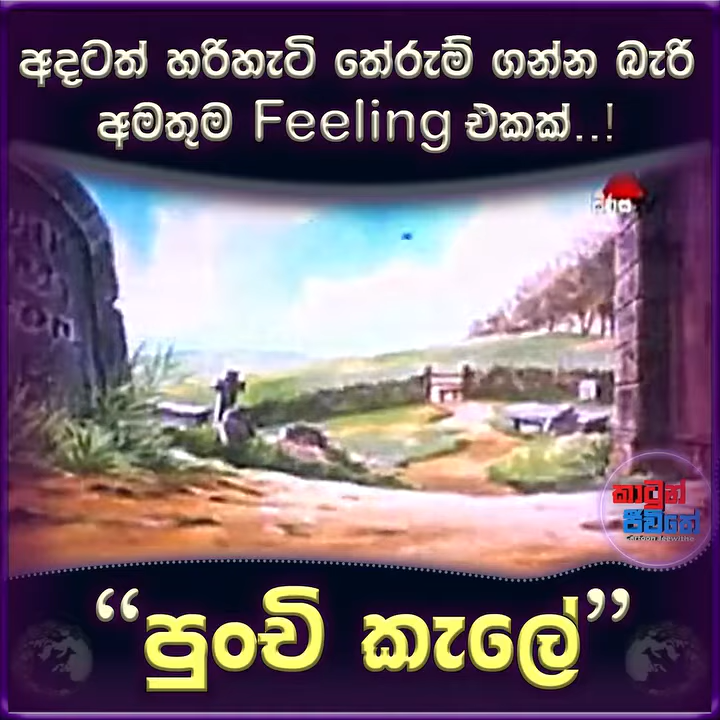 අදටත් හරිහැටි තේරුම් ගන්න බැරි
අමතුම Feeling එකක්..!
කාටුන්
ජීවිතේ
Cartoon Jeewithe
“පුංචි කැලේ”